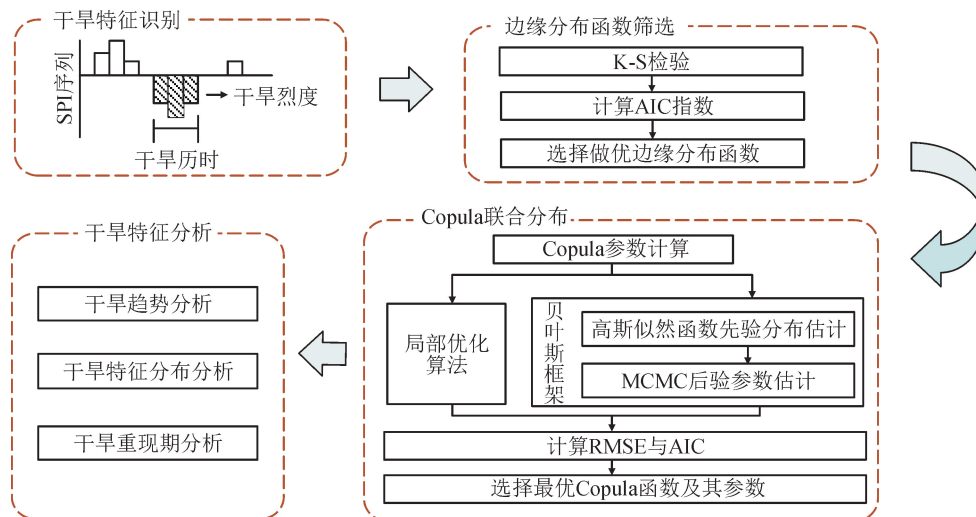 干旱特征识别
SPI序列
干旱烈度
干旱历时
边缘分布函数筛选
K-S检验
计算AIC指数
选择做优边缘分布函数
Copula联合分布
Copula参数计算
局部优化
算法
贝叶斯框架
高斯似然函数先验分布估计
MCMC后验参数估计
计算RMSE与AIC
选择最优Copula函数及其参数
干旱特征分析
干旱趋势分析
干旱特征分布分析
干旱重现期分析